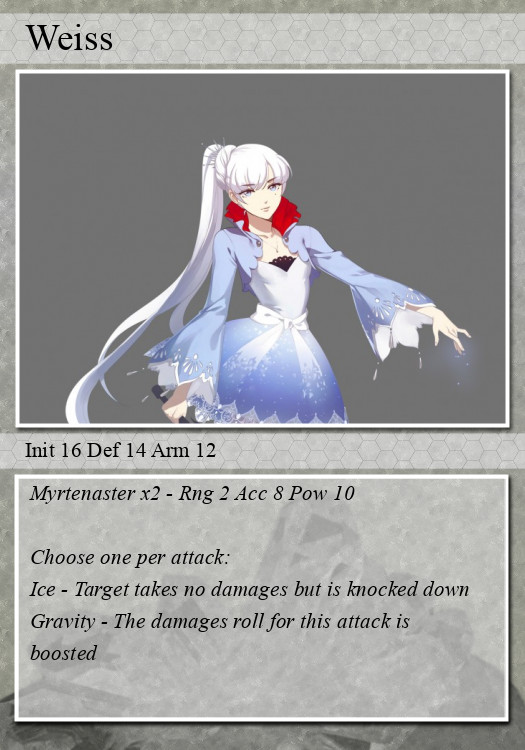 Weiss
Init 16 Def 14 Arm 12
Myrtenaster x2 - Rng 2 Acc 8 Pow 10
Choose one per attack:
Ice - Target takes no damages but is knocked down
Gravity - The damages roll for this attack is
boosted